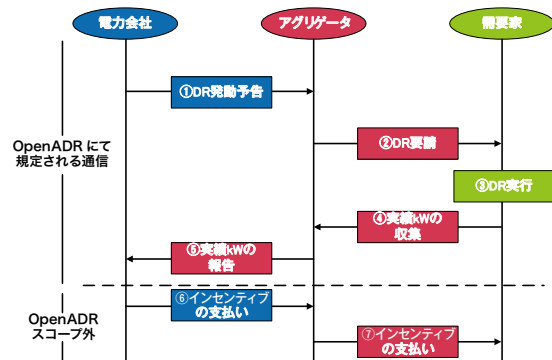 電力会社
アグリゲータ
需要家
①DR発動予告
OpenADR にて
規定される通信
②DR要請
③DR実行
④実績kWの
収集
⑤実績kWの
報告
OpenADR
スコープ外
⑥インセンティブ
の支払い
⑦インセンティブ
の支払い